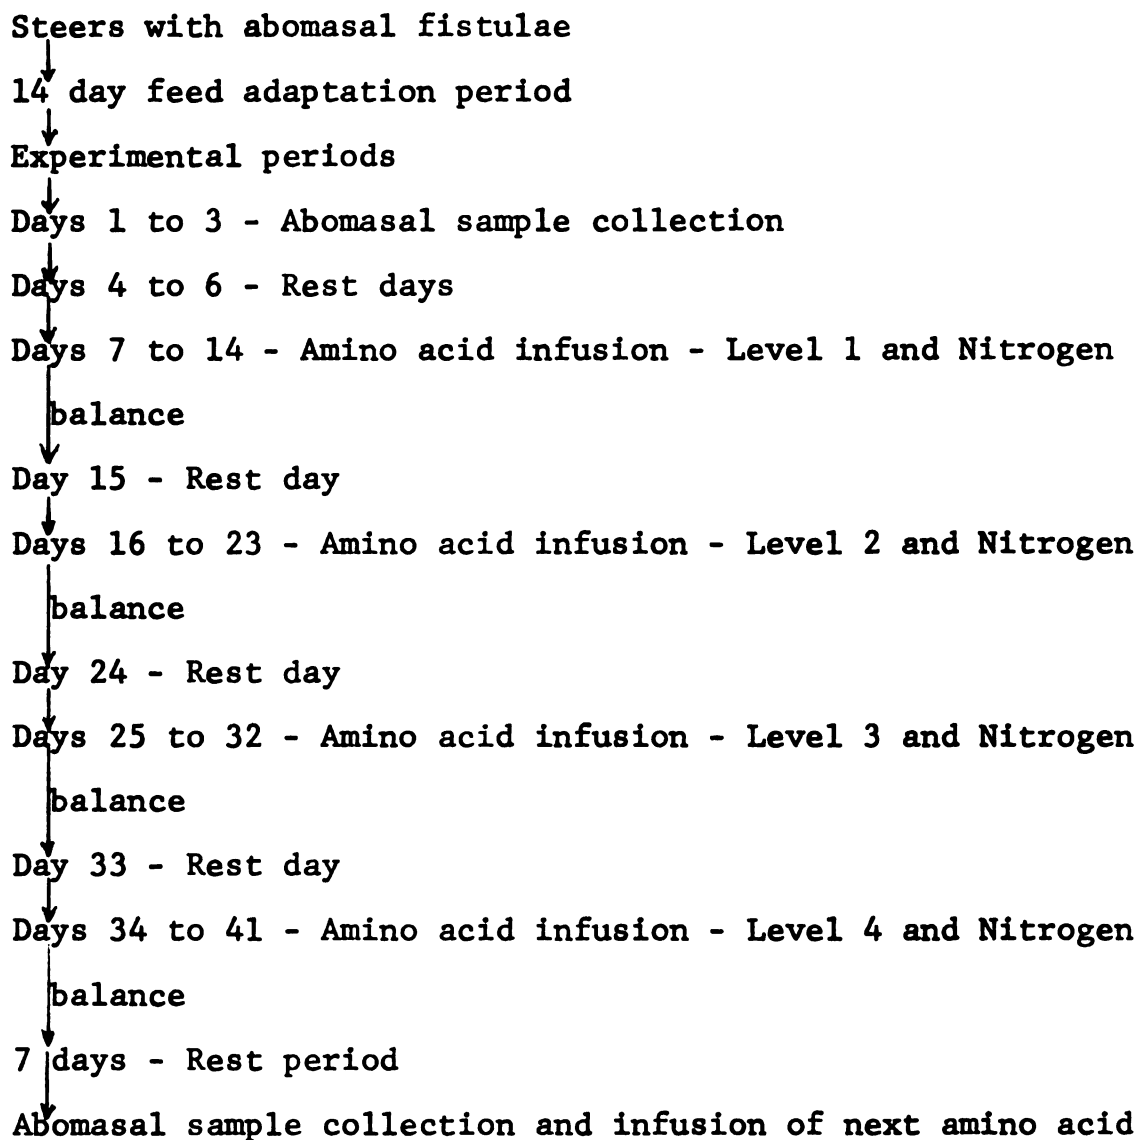 Steers with abomasal fistulae
14 day feed adaptation period
Experimental periods
Days 1 to 3 - Abomasal sample collection
Days 4 to 6 - Rest days
Days 7 to 14 - Amino acid infusion - Level 1 and Nitrogen
balance
Day 15 - Rest day
Days 16 to 23 - Amino acid infusion - Level 2 and Nitrogen
balance
Day 24 - Rest day
Days 25 to 32 - Amino acid infusion - Level 3 and Nitrogen
balance
Day 33 - Rest day
Days 34 to 41 - Amino acid infusion - Level 4 and Nitrogen
balance
7 days - Rest period
Abomasal sample collection and infusion of next amino acid